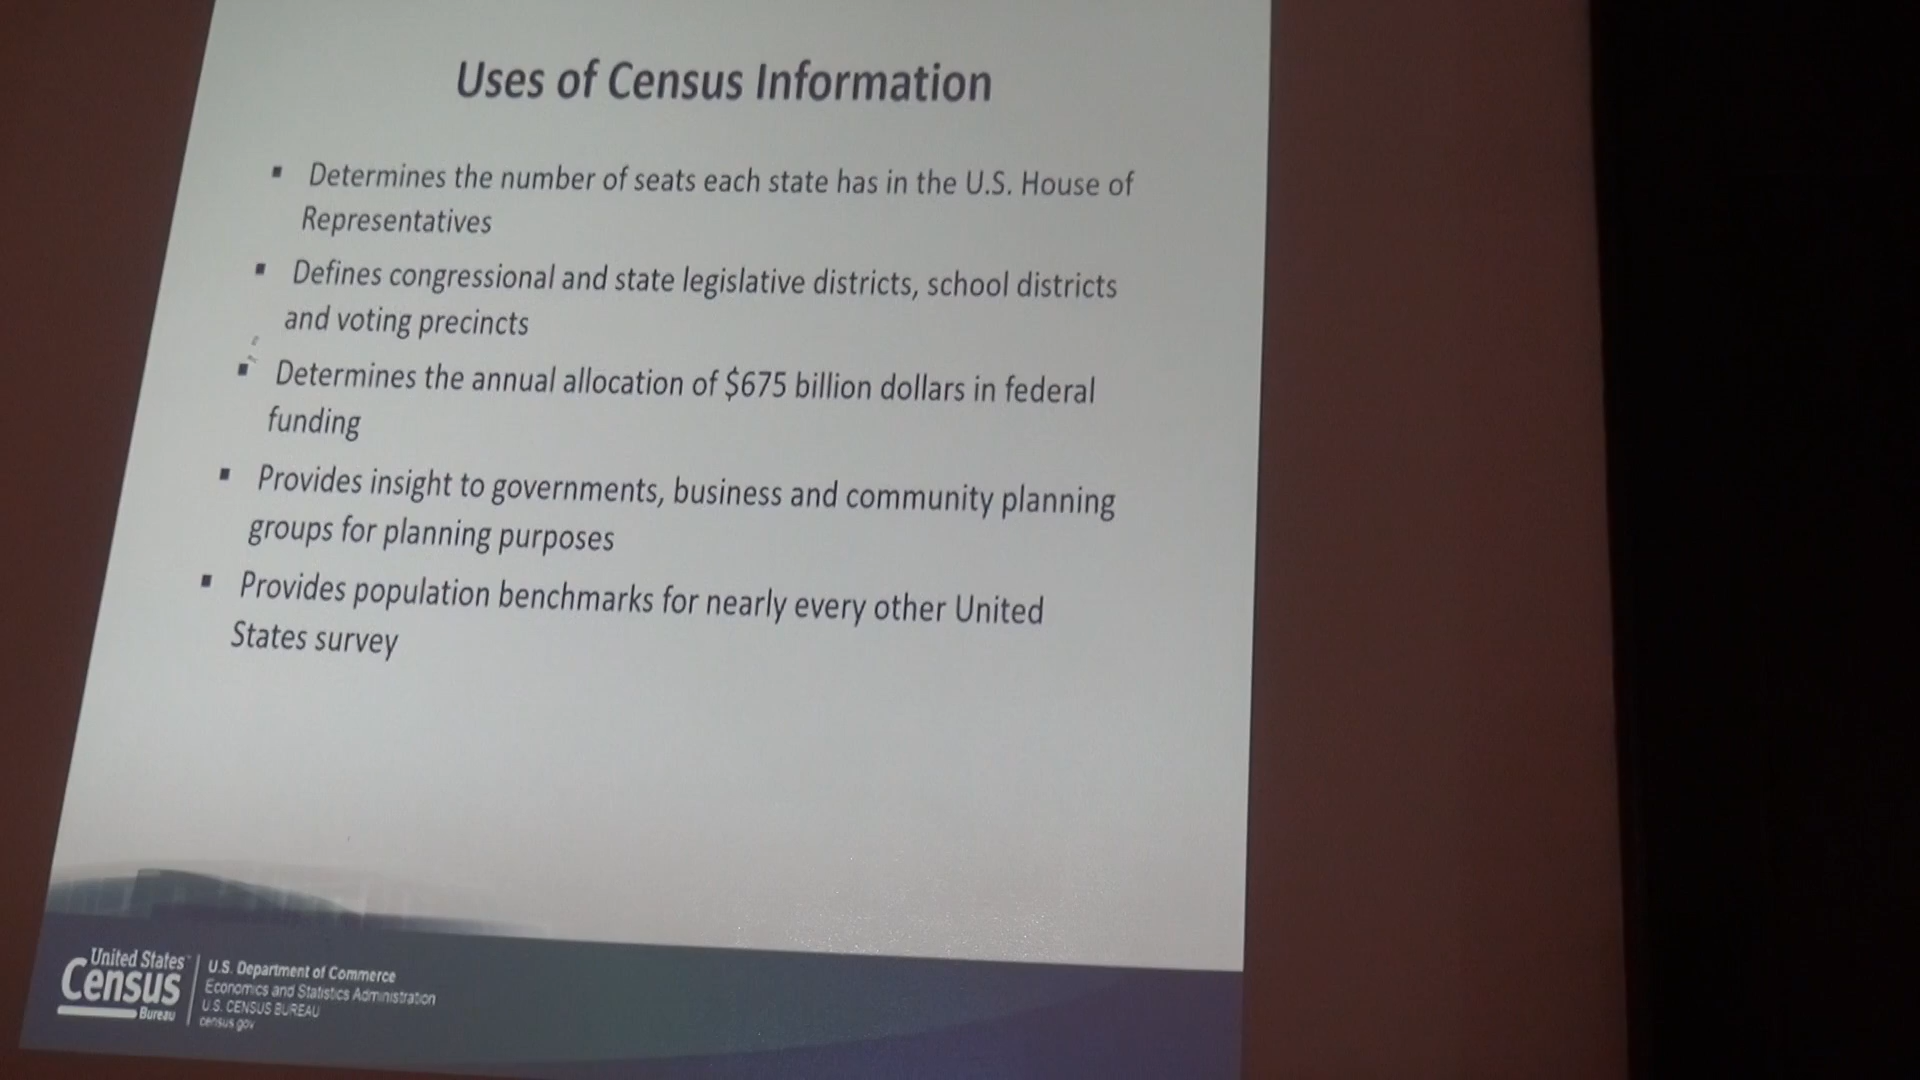 Uses of Census Information
▪ Determines the number of seats each state has in the U.S. House of
Representatives
▪ Defines congressional and state legislative districts, school districts
and voting precincts
▪ Determines the annual allocation of $675 billion dollars in federal
funding
▪ Provides insight to governments, business and community planning
groups for planning purposes
▪ Provides population benchmarks for nearly every other United
States survey
United States
Census
Bureau
U.S. Department of Commerce
Economics and Statistics Administration
U.S. CENSUS BUREAU
census.gov